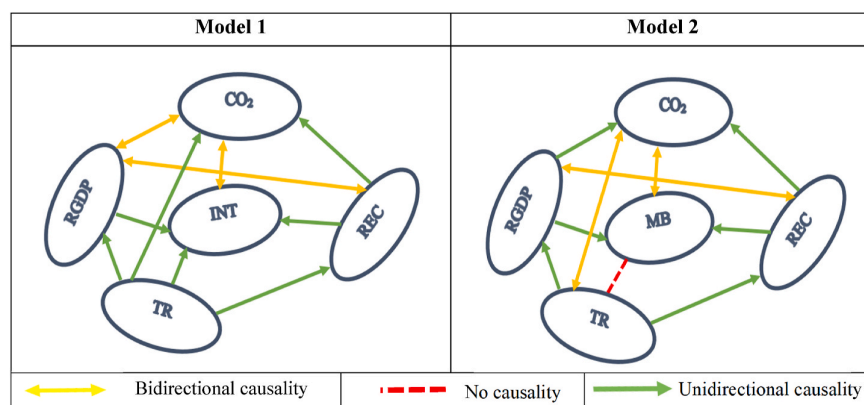 Model 1
Model 2
CO₂
RGDP
INT
REC
TR
CO₂
RGDP
MB
REC
TR
Bidirectional causality
No causality
Unidirectional causality